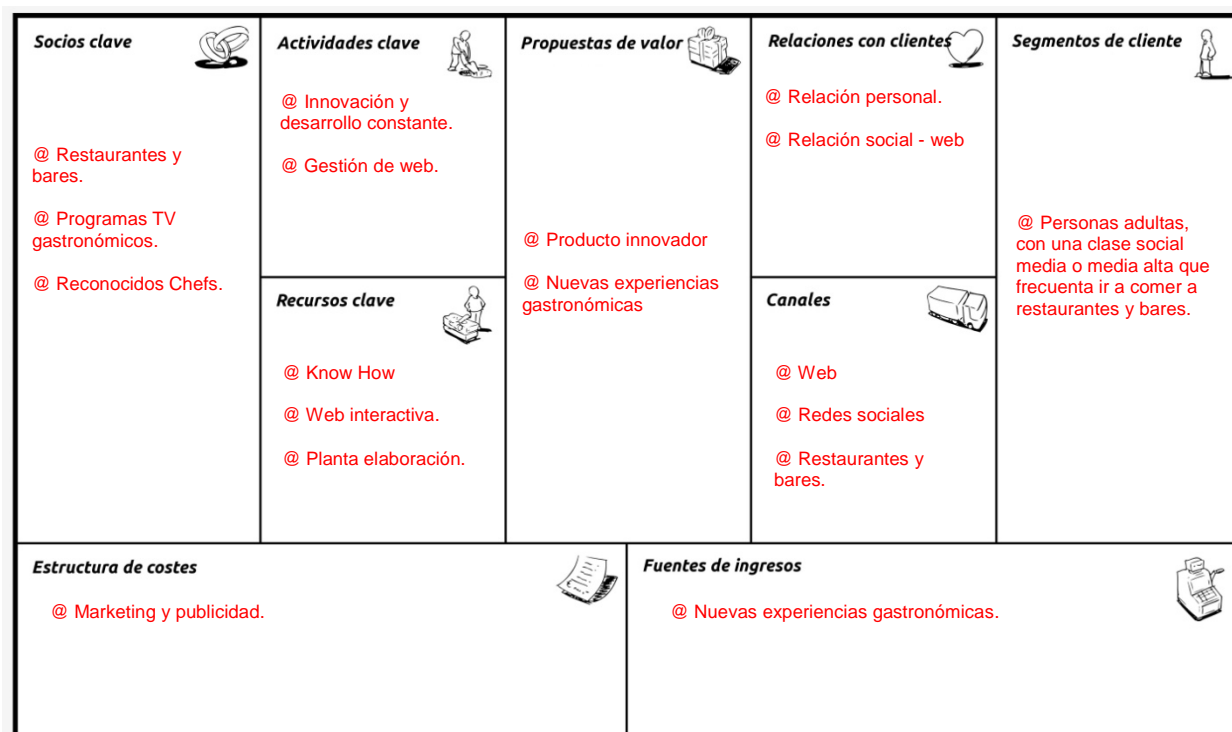 Socios clave
@ Restaurantes y
bares.
@ Programas TV
gastronómicos.
@ Reconocidos Chefs.
Actividades clave
@ Innovación y
desarrollo constante.
@ Gestión de web.
Recursos clave
@ Know How
@ Web interactiva.
@ Planta elaboración.
Propuestas de valor
@ Producto innovador
@ Nuevas experiencias
gastronómicas
Relaciones con clientes
@ Relación personal.
@ Relación social - web
Canales
@ Web
@ Redes sociales
@ Restaurantes y
bares.
Segmentos de cliente
@ Personas adultas,
con una clase social
media o media alta que
frecuenta ir a comer a
restaurantes y bares.
Estructura de costes
@ Marketing y publicidad.
Fuentes de ingresos
@ Nuevas experiencias gastronómicas.